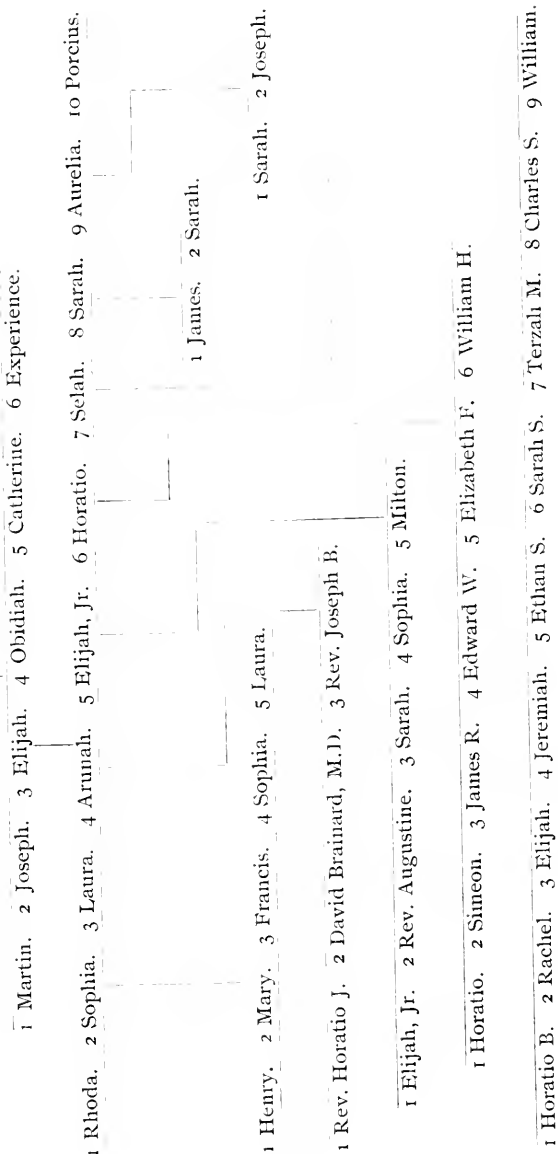 1 Martin. 2 Joseph. 3 Elijah. 4 Obidiah. 5 Catherine. 6 Experience.
1 Rhoda. 2 Sophia. 3 Laura. 4 Arunah. 5 Elijah, Jr. 6 Horatio. 7 Selah. 8 Sarah. 9 Aurelia. 10 Porcius.
1 James. 2 Sarah.
1 Henry. 2 Mary. 3 Francis. 4 Sophia. 5 Laura.
1 Sarah. 2 Joseph.
1 Rev. Horatio J. 2 David Brainard, M.D. 3 Rev. Joseph B.
1 Elijah, Jr. 2 Rev. Augustine. 3 Sarah. 4 Sophia. 5 Milton.
1 Horatio. 2 Simeon. 3 James R. 4 Edward W. 5 Elizabeth F. 6 William H.
1 Horatio B. 2 Rachel. 3 Elijah. 4 Jeremiah. 5 Ethan S. 6 Sarah S. 7 Terzah M. 8 Charles S. 9 William.